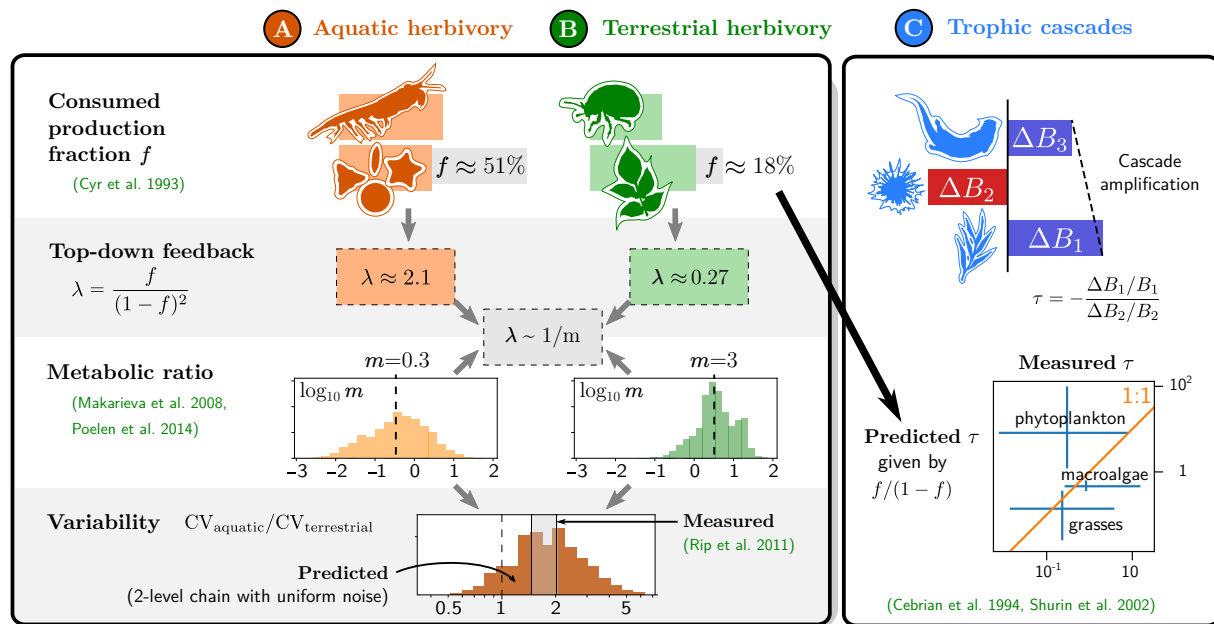 A Aquatic herbivory
B Terrestrial herbivory
C Trophic cascades
Consumed
production
fraction f
(Cyr et al. 1993)
f ≈ 51%
f ≈ 18%
Top-down feedback
λ = f / (1 − f)²
λ ≈ 2.1
λ ≈ 0.27
λ ~ 1/m
Metabolic ratio
(Makarieva et al. 2008,
Poelen et al. 2014)
m=0.3
log₁₀ m
−3 −2 −1 0 1 2
m=3
log₁₀ m
−3 −2 −1 0 1 2
Variability CV_aquatic/CV_terrestrial
Measured
(Rip et al. 2011)
Predicted
(2-level chain with uniform noise)
0.5 1 2 5
ΔB₃
ΔB₂
ΔB₁
Cascade
amplification
τ = − (ΔB₁/B₁) / (ΔB₂/B₂)
Measured τ
Predicted τ
given by
f/(1 − f)
1:1
10²
phytoplankton
macroalgae
1
grasses
10⁻¹ 10
(Cebrian et al. 1994, Shurin et al. 2002)